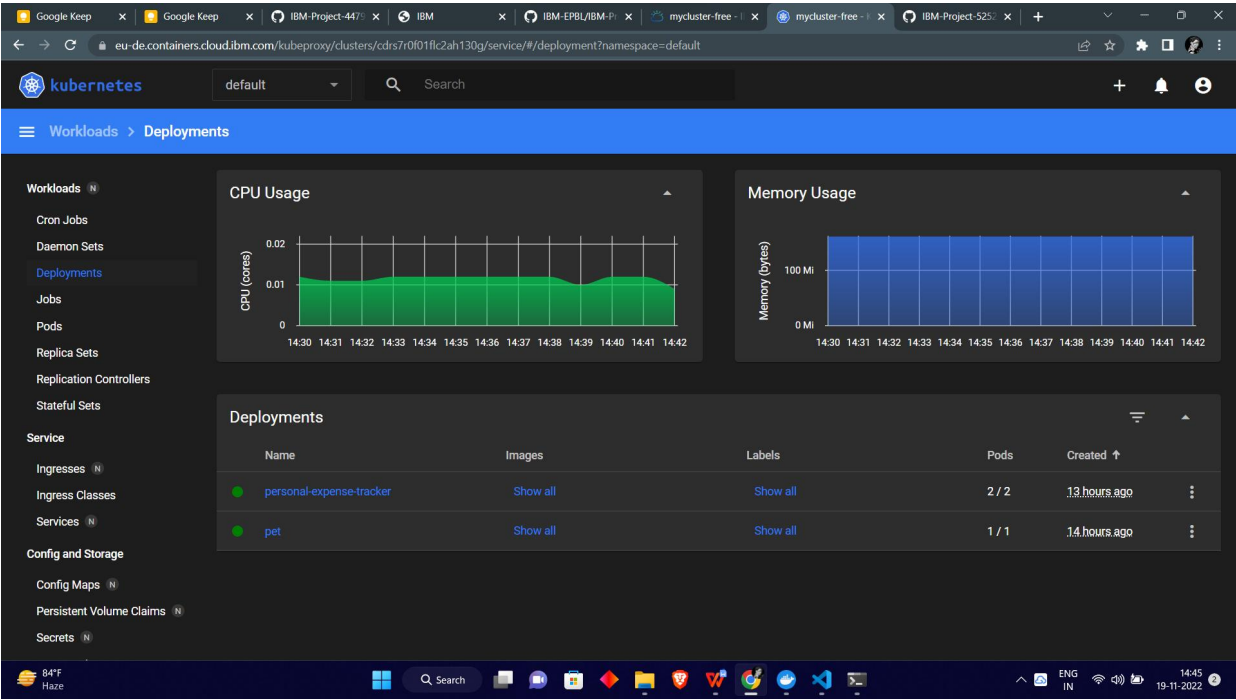 Google Keep
Google Keep
IBM-Project-4479
IBM
IBM-EPBL/IBM-Pr
mycluster-free - I
mycluster-free - I
IBM-Project-5252
eu-de.containers.cloud.ibm.com/kubeproxy/clusters/cdrs7r0f01flc2ah130g/service/#/deployment?namespace=default
kubernetes
default
Search
Workloads > Deployments
Workloads N
Cron Jobs
Daemon Sets
Deployments
Jobs
Pods
Replica Sets
Replication Controllers
Stateful Sets
Service
Ingresses N
Ingress Classes
Services N
Config and Storage
Config Maps N
Persistent Volume Claims N
Secrets N
CPU Usage
CPU (cores)
0.02
0.01
0
14:30 14:31 14:32 14:33 14:34 14:35 14:36 14:37 14:38 14:39 14:40 14:41 14:42
Memory Usage
Memory (bytes)
100 Mi
0 Mi
14:30 14:31 14:32 14:33 14:34 14:35 14:36 14:37 14:38 14:39 14:40 14:41 14:42
Deployments
Name Images Labels Pods Created
personal-expense-tracker Show all Show all 2 / 2 13 hours ago
pet Show all Show all 1 / 1 14 hours ago
84°F
Haze
Search
ENG
IN
14:45
19-11-2022
2